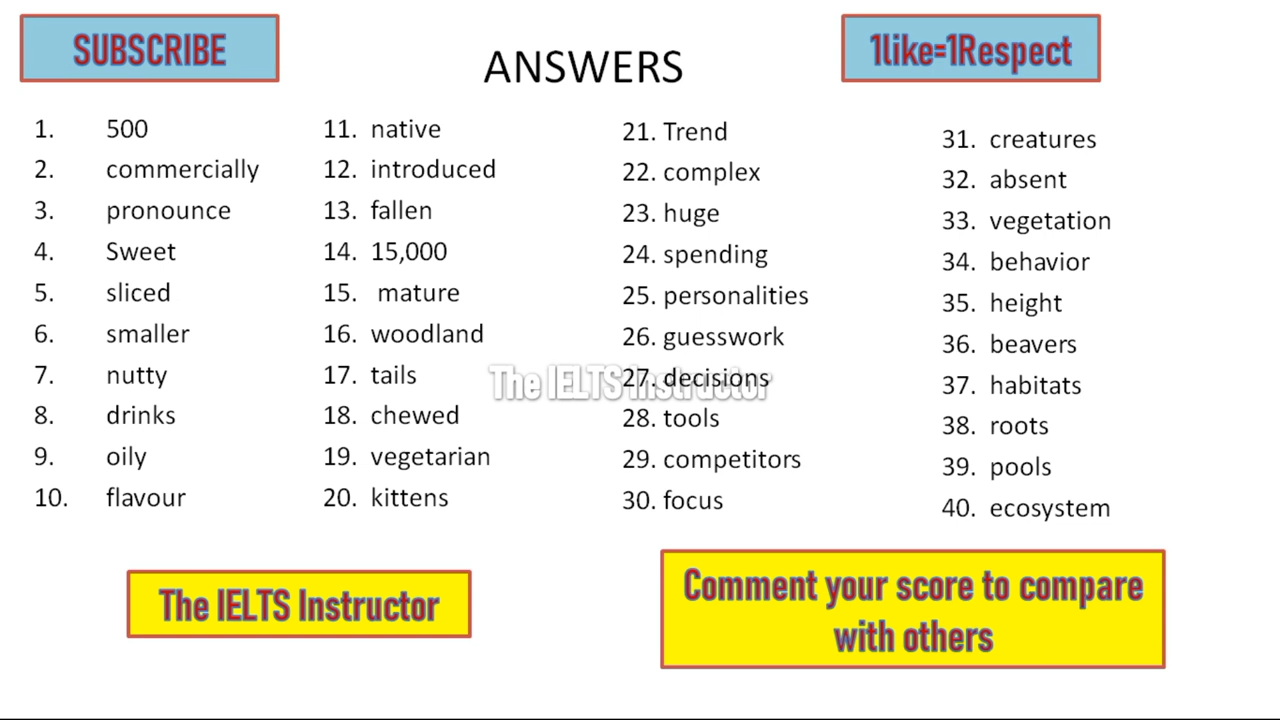 SUBSCRIBE
ANSWERS
1like=1Respect
1. 500
2. commercially
3. pronounce
4. Sweet
5. sliced
6. smaller
7. nutty
8. drinks
9. oily
10. flavour
11. native
12. introduced
13. fallen
14. 15,000
15. mature
16. woodland
17. tails
18. chewed
19. vegetarian
20. kittens
21. Trend
22. complex
23. huge
24. spending
25. personalities
26. guesswork
27. decisions
28. tools
29. competitors
30. focus
31. creatures
32. absent
33. vegetation
34. behavior
35. height
36. beavers
37. habitats
38. roots
39. pools
40. ecosystem
The IELTS Instructor
The IELTS Instructor
Comment your score to compare
with others